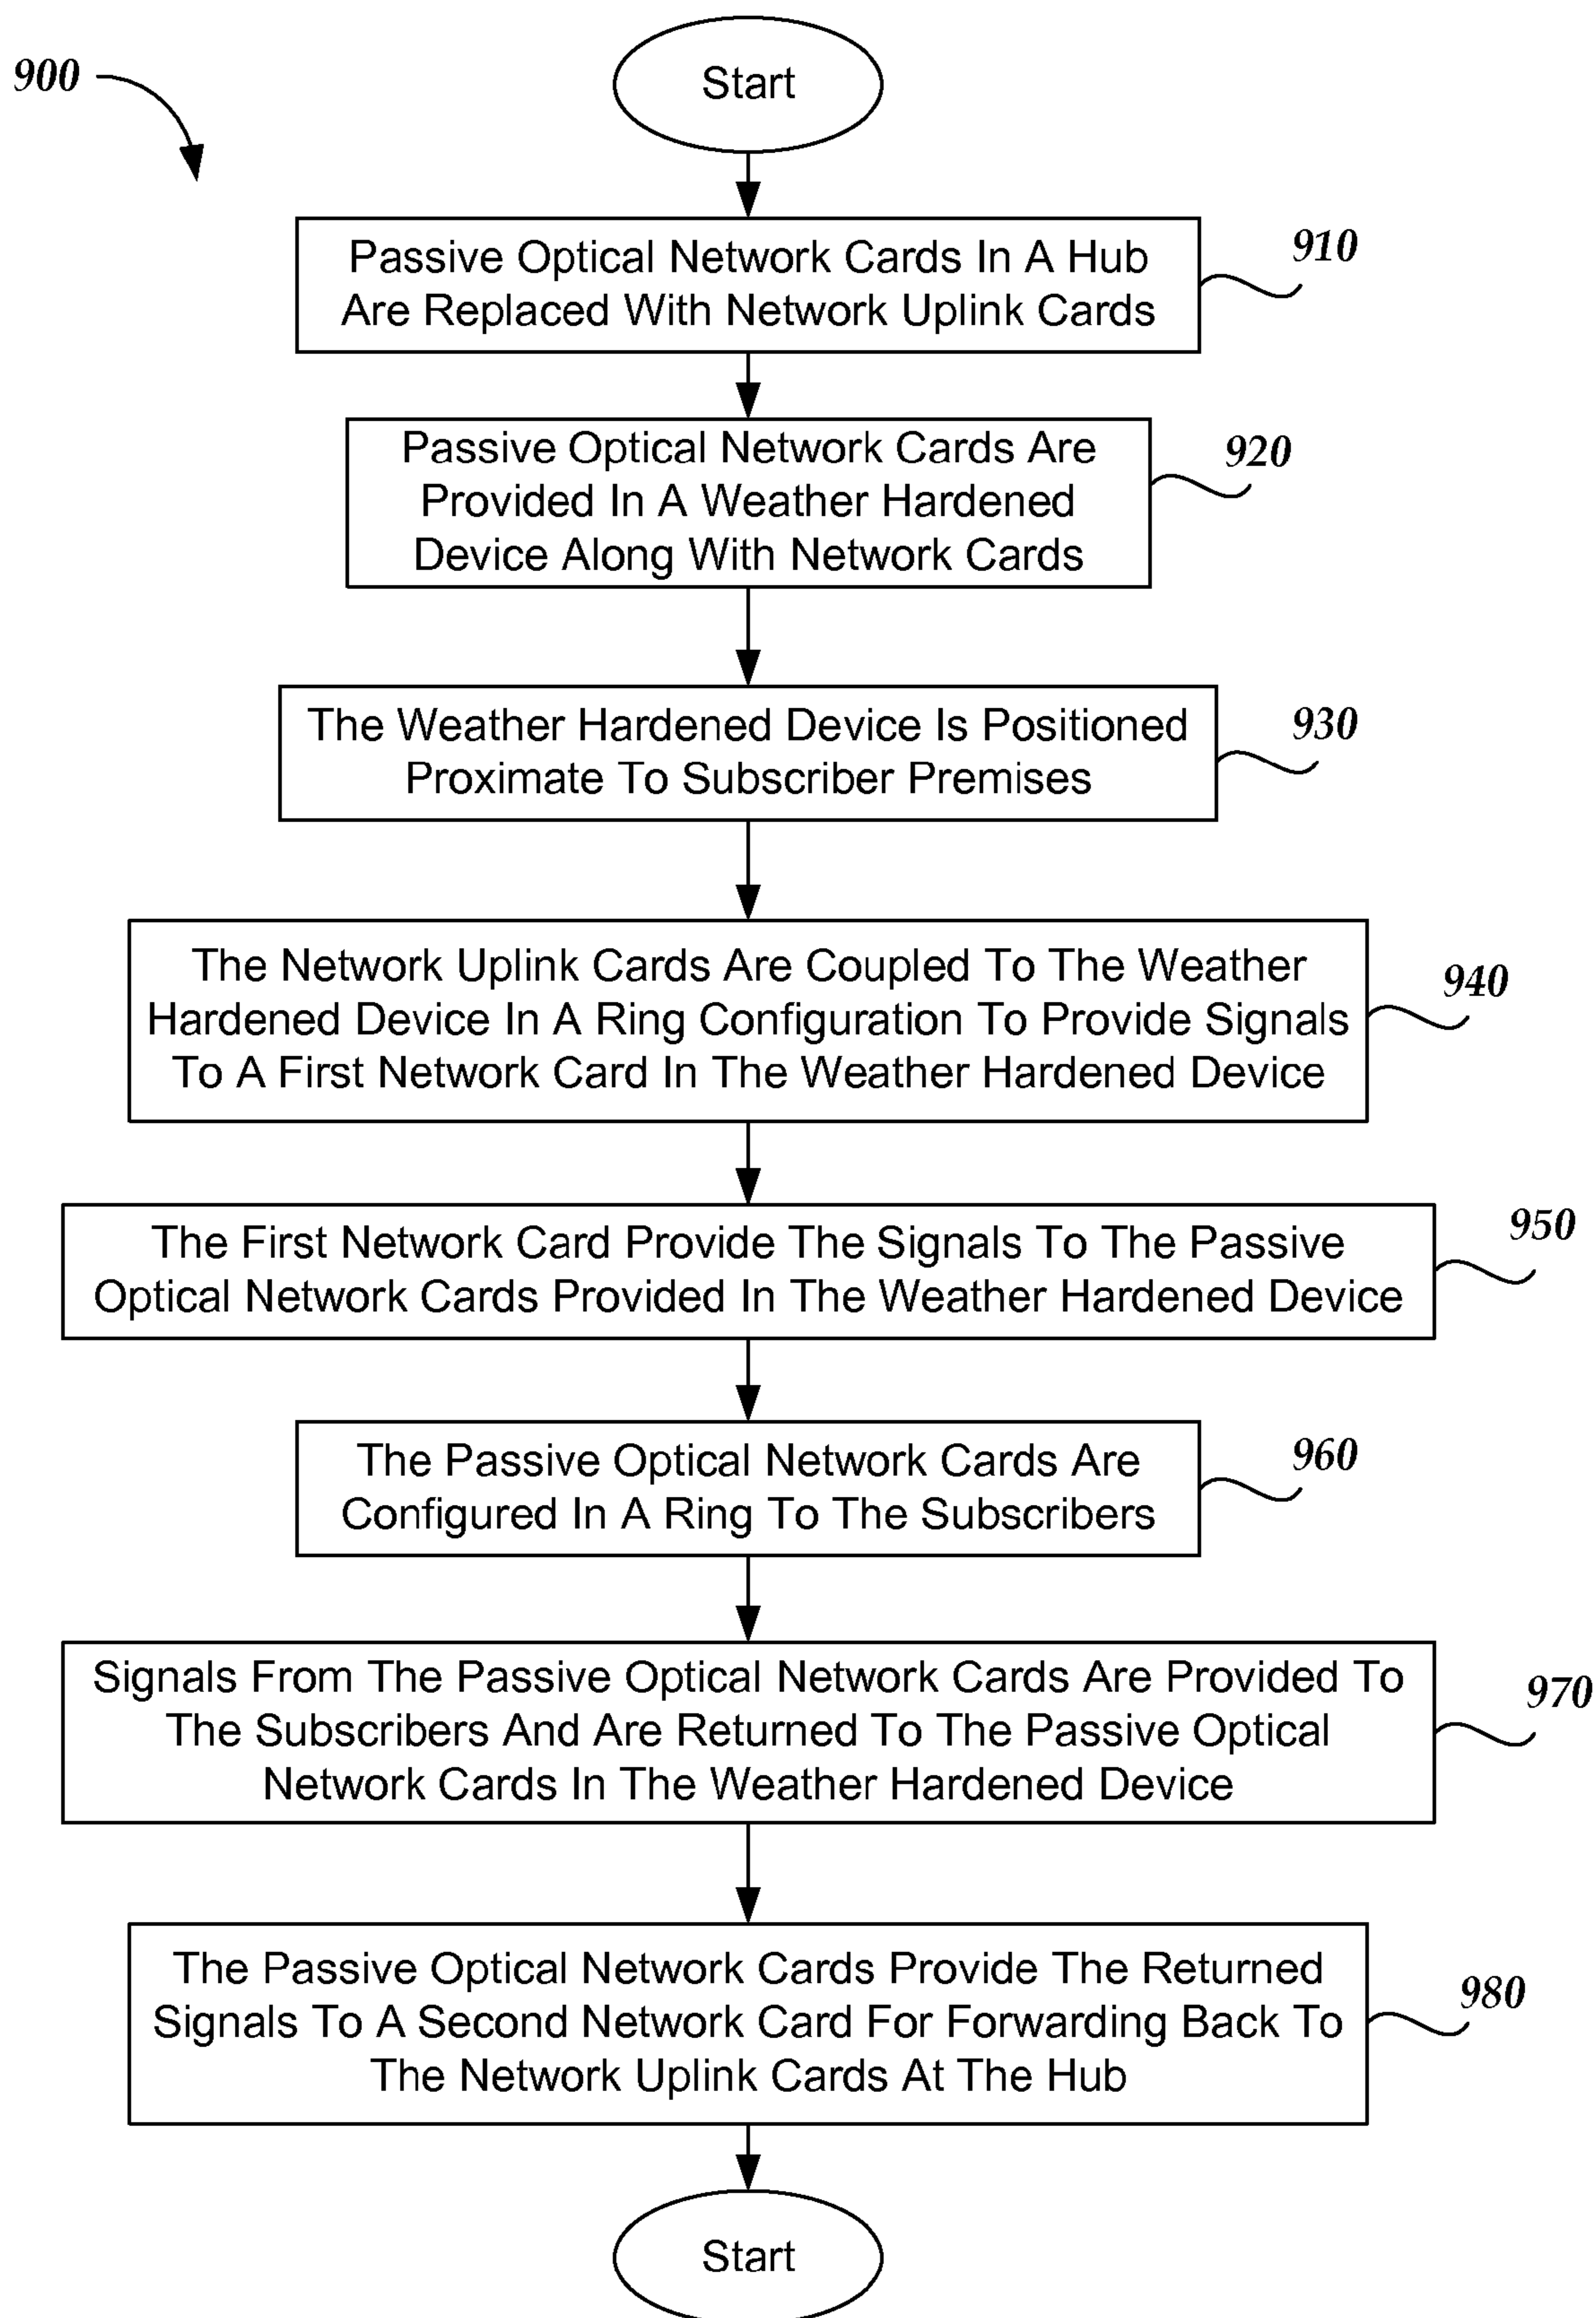 900
Start
Passive Optical Network Cards In A Hub
Are Replaced With Network Uplink Cards
910
Passive Optical Network Cards Are
Provided In A Weather Hardened
Device Along With Network Cards
920
The Weather Hardened Device Is Positioned
Proximate To Subscriber Premises
930
The Network Uplink Cards Are Coupled To The Weather
Hardened Device In A Ring Configuration To Provide Signals
To A First Network Card In The Weather Hardened Device
940
The First Network Card Provide The Signals To The Passive
Optical Network Cards Provided In The Weather Hardened Device
950
The Passive Optical Network Cards Are
Configured In A Ring To The Subscribers
960
Signals From The Passive Optical Network Cards Are Provided To
The Subscribers And Are Returned To The Passive Optical
Network Cards In The Weather Hardened Device
970
The Passive Optical Network Cards Provide The Returned
Signals To A Second Network Card For Forwarding Back To
The Network Uplink Cards At The Hub
980
Start